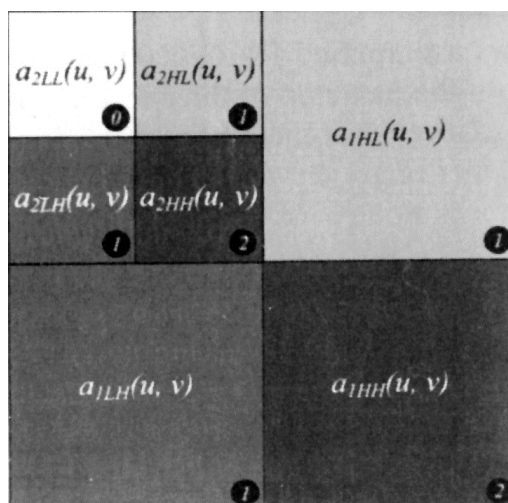 a2LL(u, v) a2HL(u, v)
0 1
a1HL(u, v)
a2LH(u, v) a2HH(u, v)
1 2 1
a1LH(u, v) a1HH(u, v)
1 2